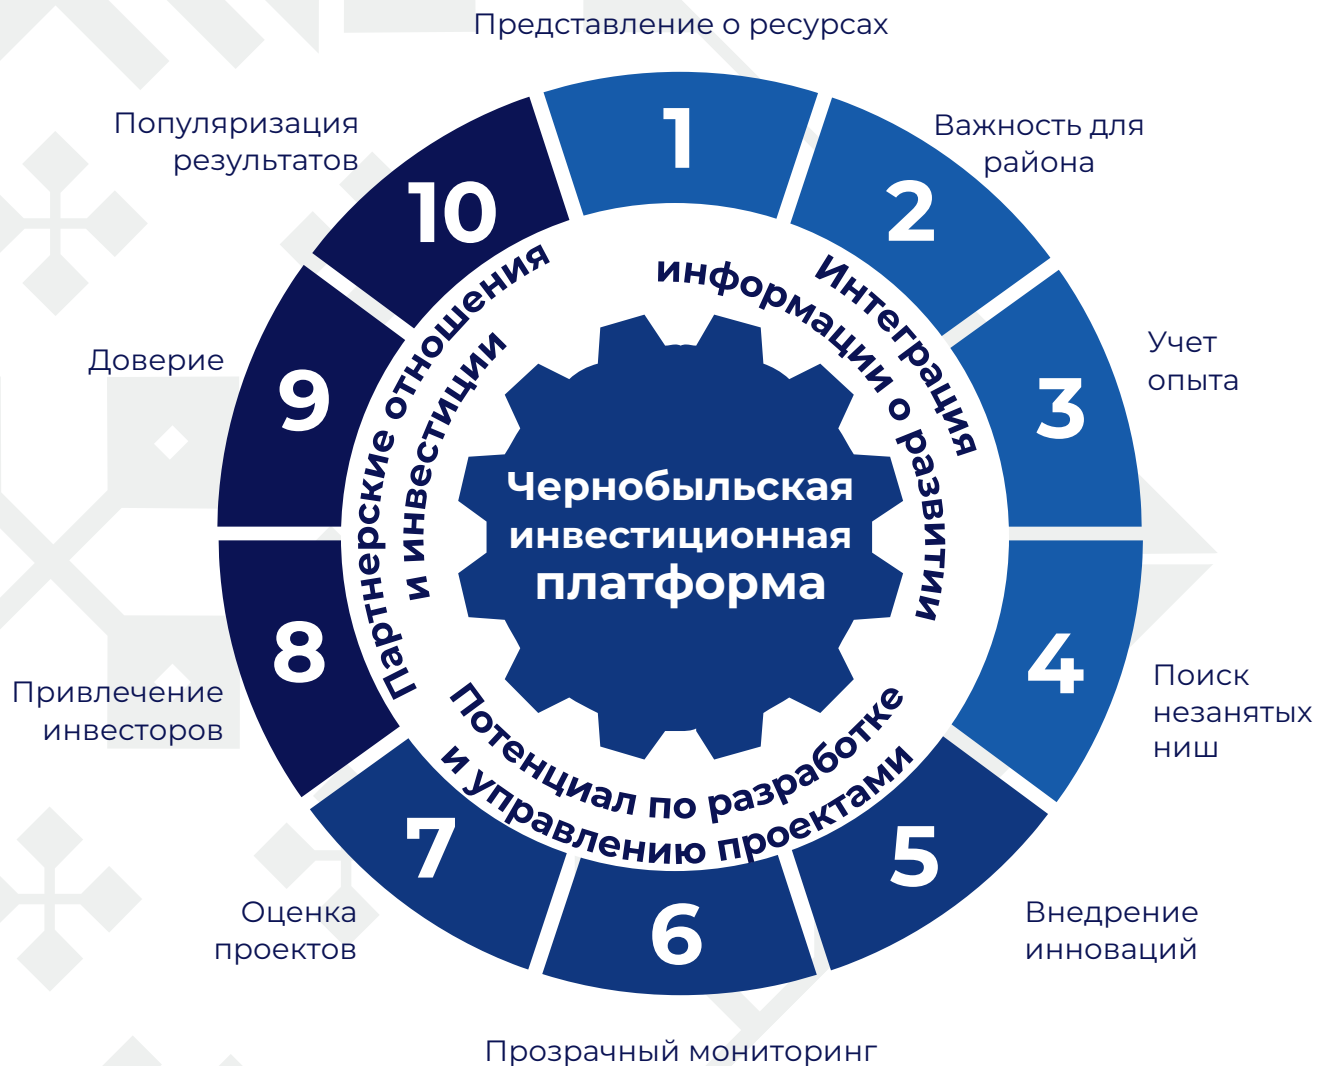 Представление о ресурсах
1
Важность для
района
2
Учет
опыта
3
Поиск
незанятых
ниш
4
Внедрение
инноваций
5
Прозрачный мониторинг
6
Оценка
проектов
7
Привлечение
инвесторов
8
Доверие
9
Популяризация
результатов
10
Интеграция
информации о развитии
Потенциал по разработке
и управлению проектами
Партнерские отношения
и инвестиции
Чернобыльская
инвестиционная
платформа